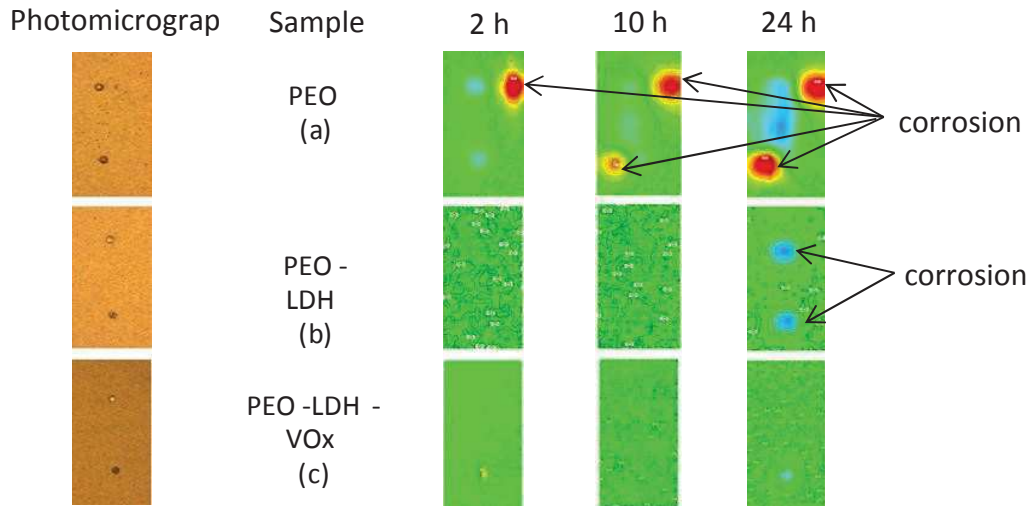 Photomicrograp Sample 2 h 10 h 24 h
PEO
(a)
corrosion
PEO -
LDH
(b)
corrosion
PEO -LDH -
VOx
(c)